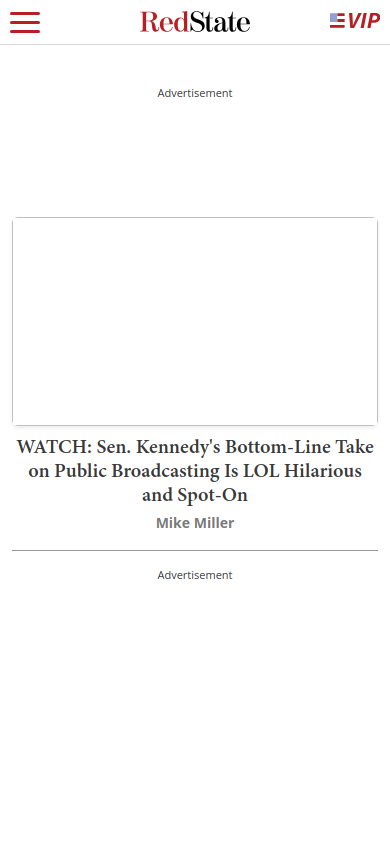 RedState
VIP
Advertisement
WATCH: Sen. Kennedy's Bottom-Line Take
on Public Broadcasting Is LOL Hilarious
and Spot-On
Mike Miller
Advertisement